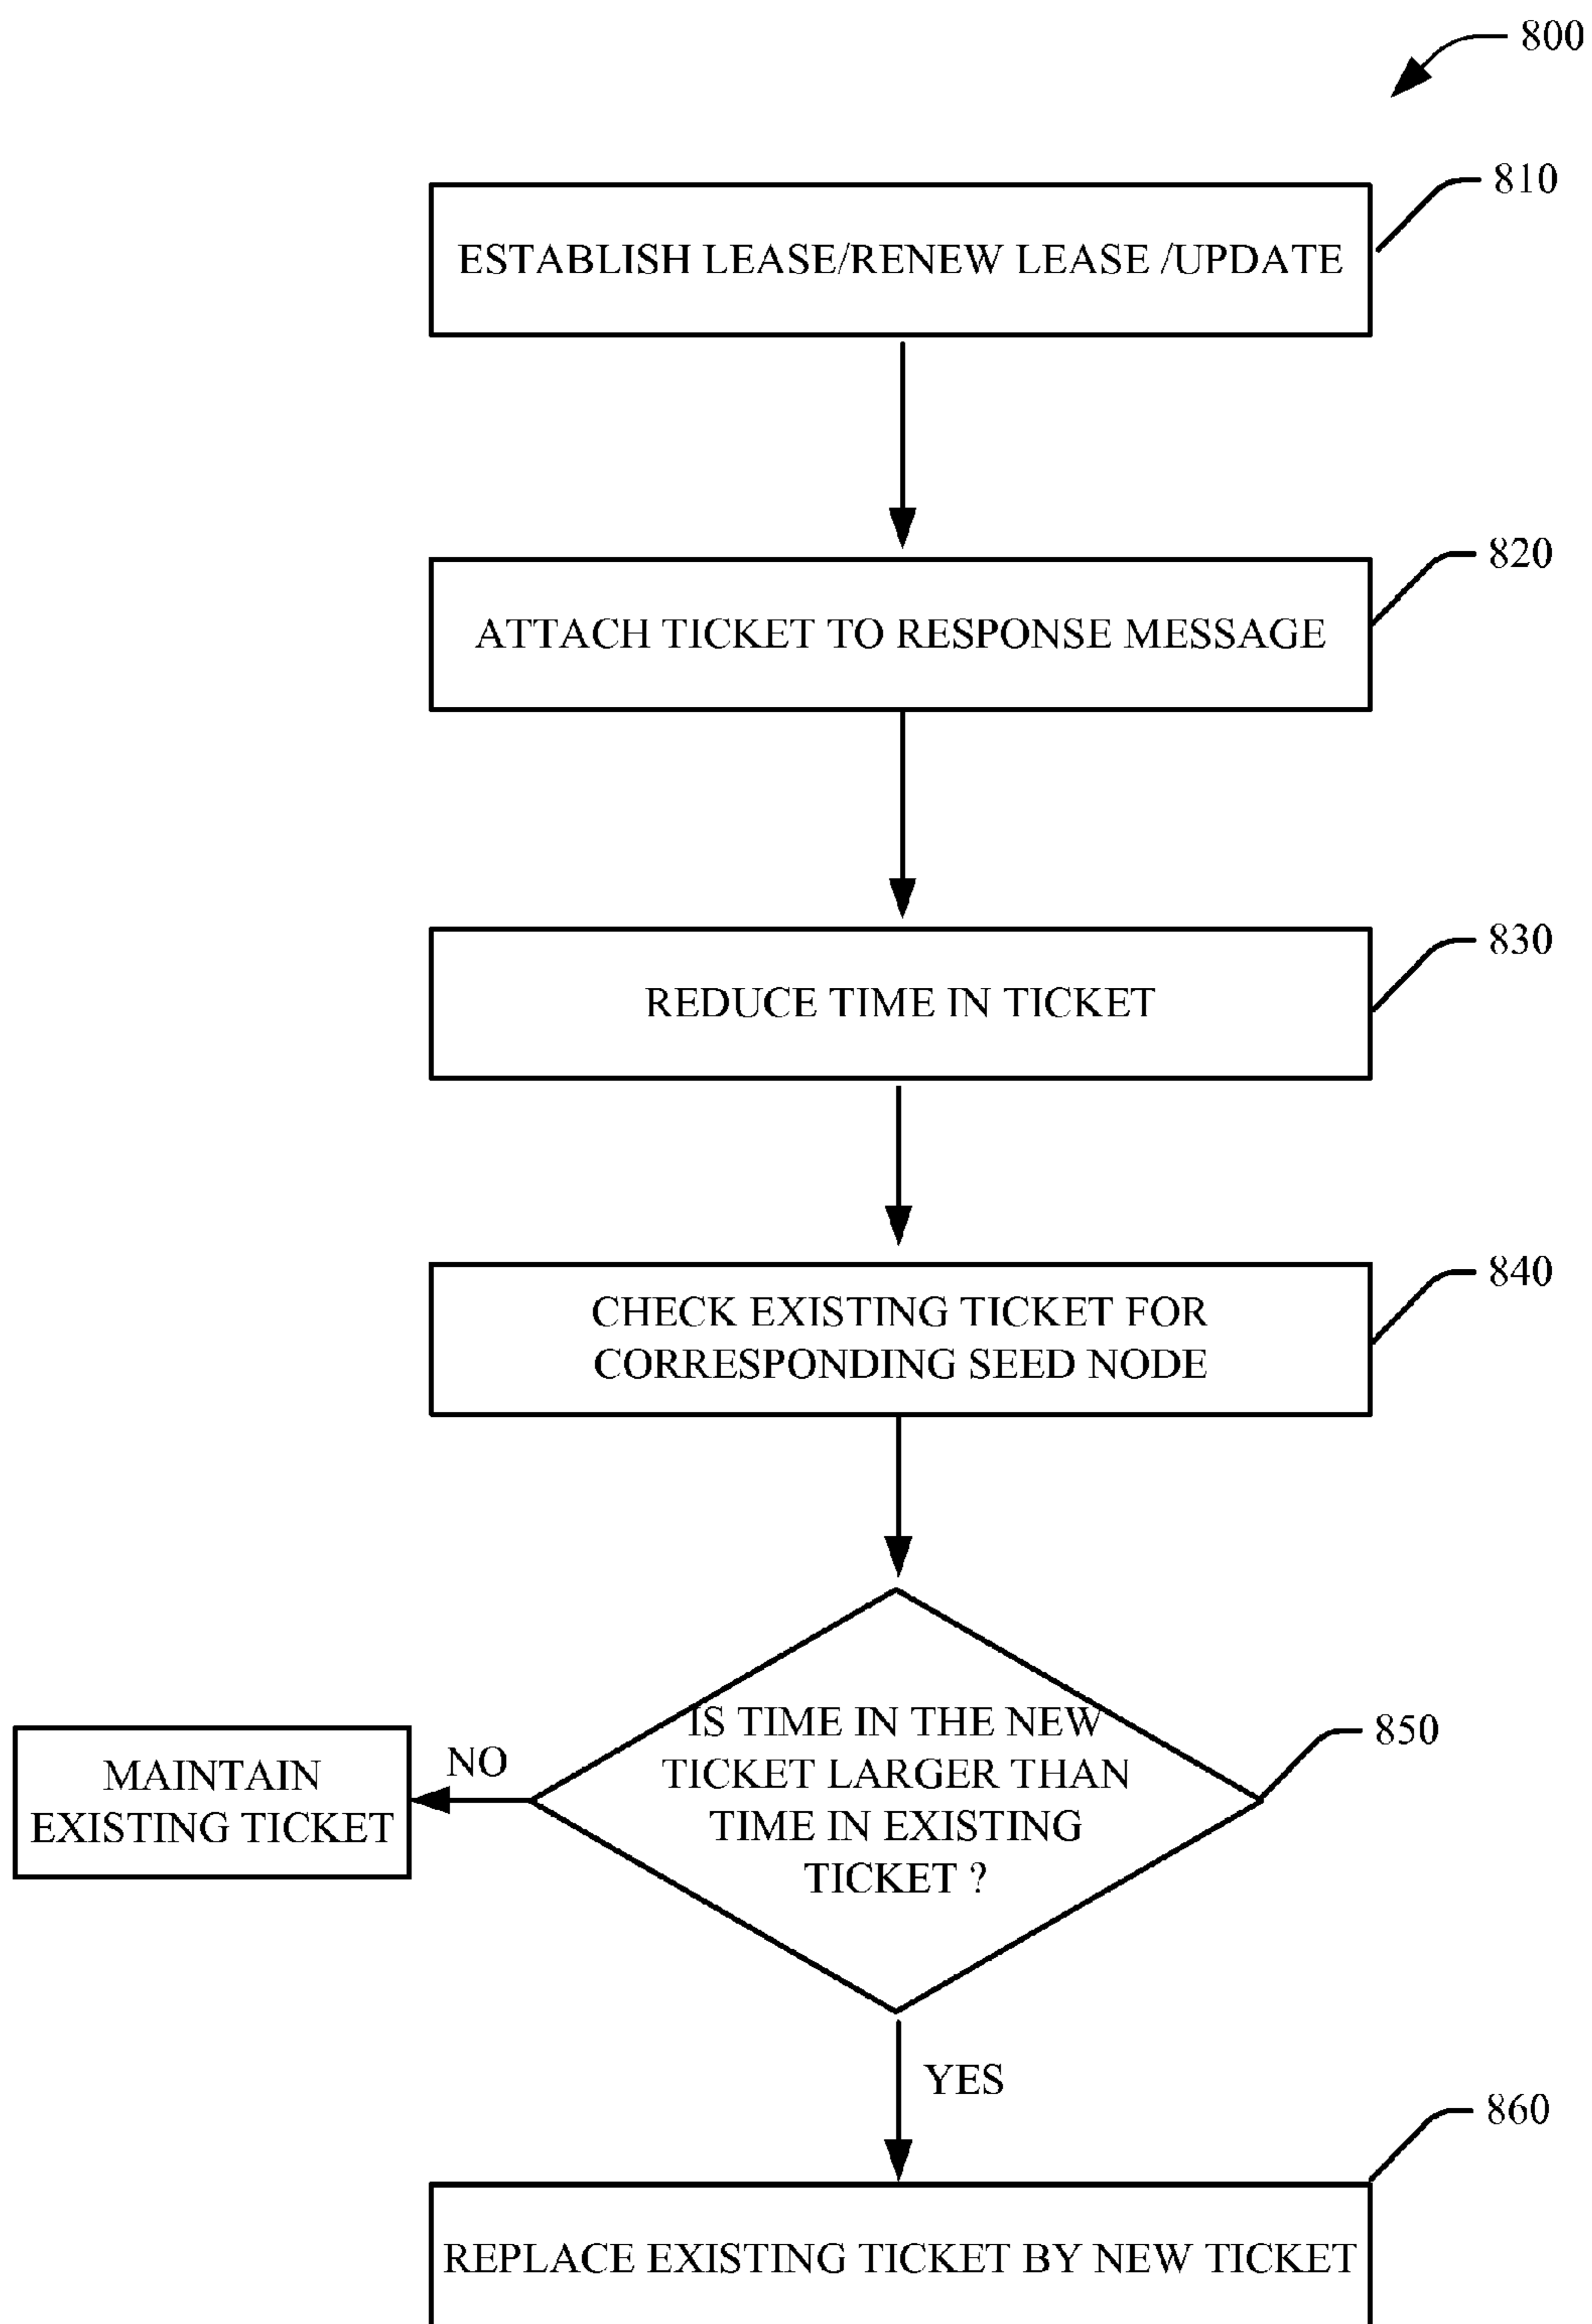 800
810
ESTABLISH LEASE/RENEW LEASE /UPDATE
820
ATTACH TICKET TO RESPONSE MESSAGE
830
REDUCE TIME IN TICKET
840
CHECK EXISTING TICKET FOR
CORRESPONDING SEED NODE
850
IS TIME IN THE NEW
TICKET LARGER THAN
TIME IN EXISTING
TICKET ?
NO
MAINTAIN
EXISTING TICKET
YES
860
REPLACE EXISTING TICKET BY NEW TICKET